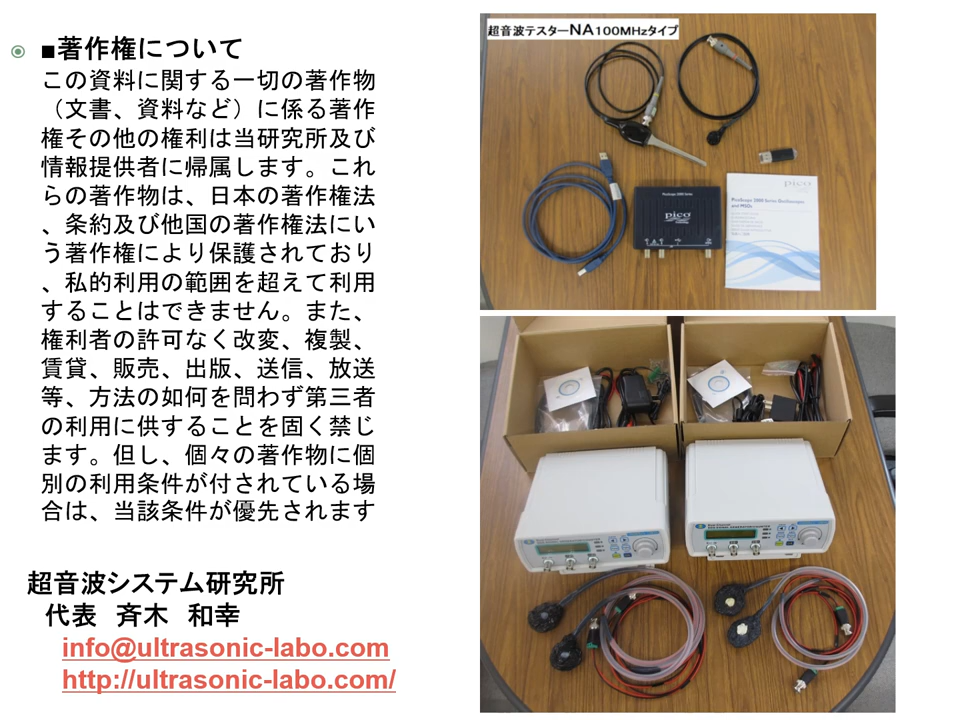 ■著作権について
この資料に関する一切の著作物
（文書、資料など）に係る著作
権その他の権利は当研究所及び
情報提供者に帰属します。これ
らの著作物は、日本の著作権法
、条約及び他国の著作権法にい
う著作権により保護されており
、私的利用の範囲を超えて利用
することはできません。また、
権利者の許可なく改変、複製、
賃貸、販売、出版、送信、放送
等、方法の如何を問わず第三者
の利用に供することを固く禁じ
ます。但し、個々の著作物に個
別の利用条件が付されている場
合は、当該条件が優先されます
超音波システム研究所
代表　斉木　和幸
info@ultrasonic-labo.com
http://ultrasonic-labo.com/
超音波テスターNA100MHzタイプ
PicoScope 2000 Series
pico
pico
PicoScope 2000 Series Oscilloscopes
and MSOs